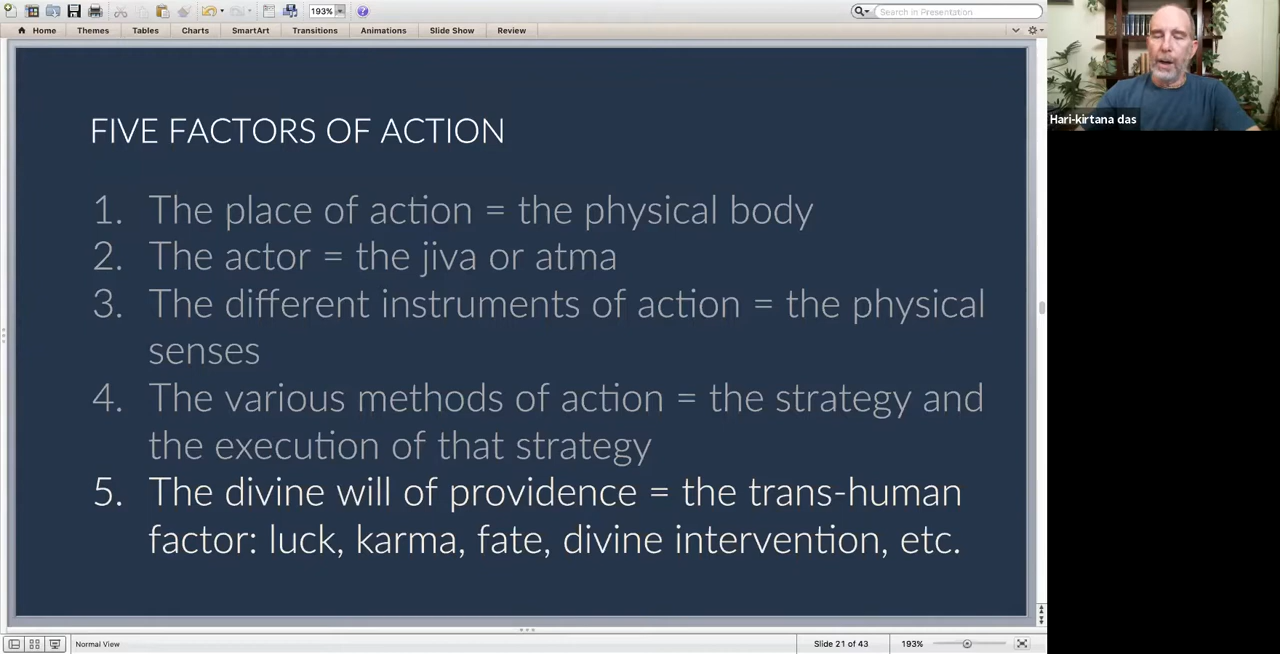 193%
Search in Presentation
Home Themes Tables Charts SmartArt Transitions Animations Slide Show Review
Hari-kirtana das
FIVE FACTORS OF ACTION
1. The place of action = the physical body
2. The actor = the jiva or atma
3. The different instruments of action = the physical
senses
4. The various methods of action = the strategy and
the execution of that strategy
5. The divine will of providence = the trans-human
factor: luck, karma, fate, divine intervention, etc.
Normal View Slide 21 of 43 193%